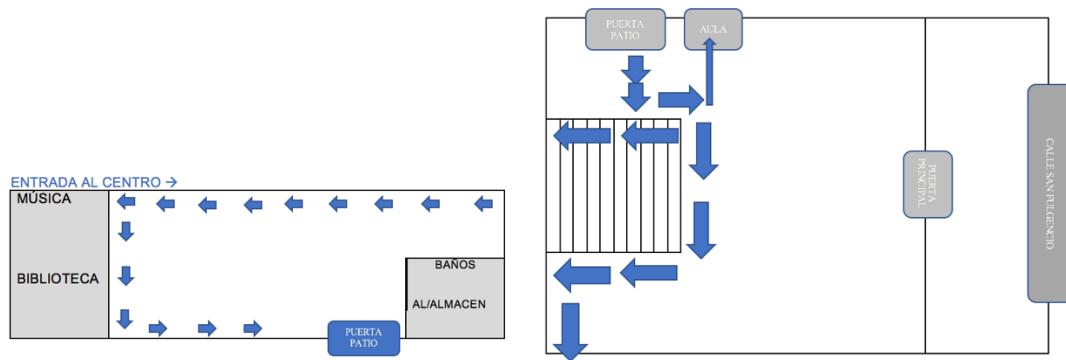 ENTRADA AL CENTRO →
MÚSICA
BIBLIOTECA
BAÑOS
AL/ALMACEN
PUERTA
PATIO
PUERTA
PATIO
AULA
PUERTA
PRINCIPAL
CALLE SAN FULGENCIO